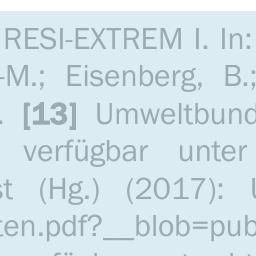 RESI-EXTREM I. In:
-M.; Eisenberg, B.;
. [13] Umweltbund
verfügbar unter
st (Hg.) (2017): U
ten.pdf?__blob=pub